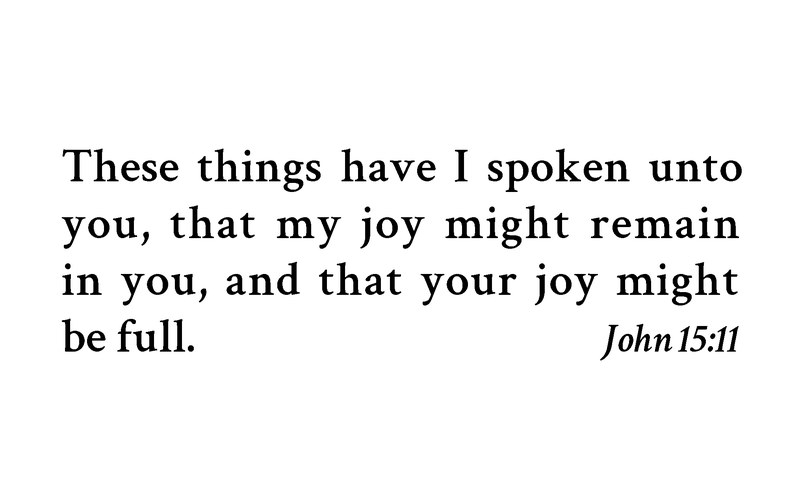 These things have I spoken unto
you, that my joy might remain
in you, and that your joy might
be full. John 15:11